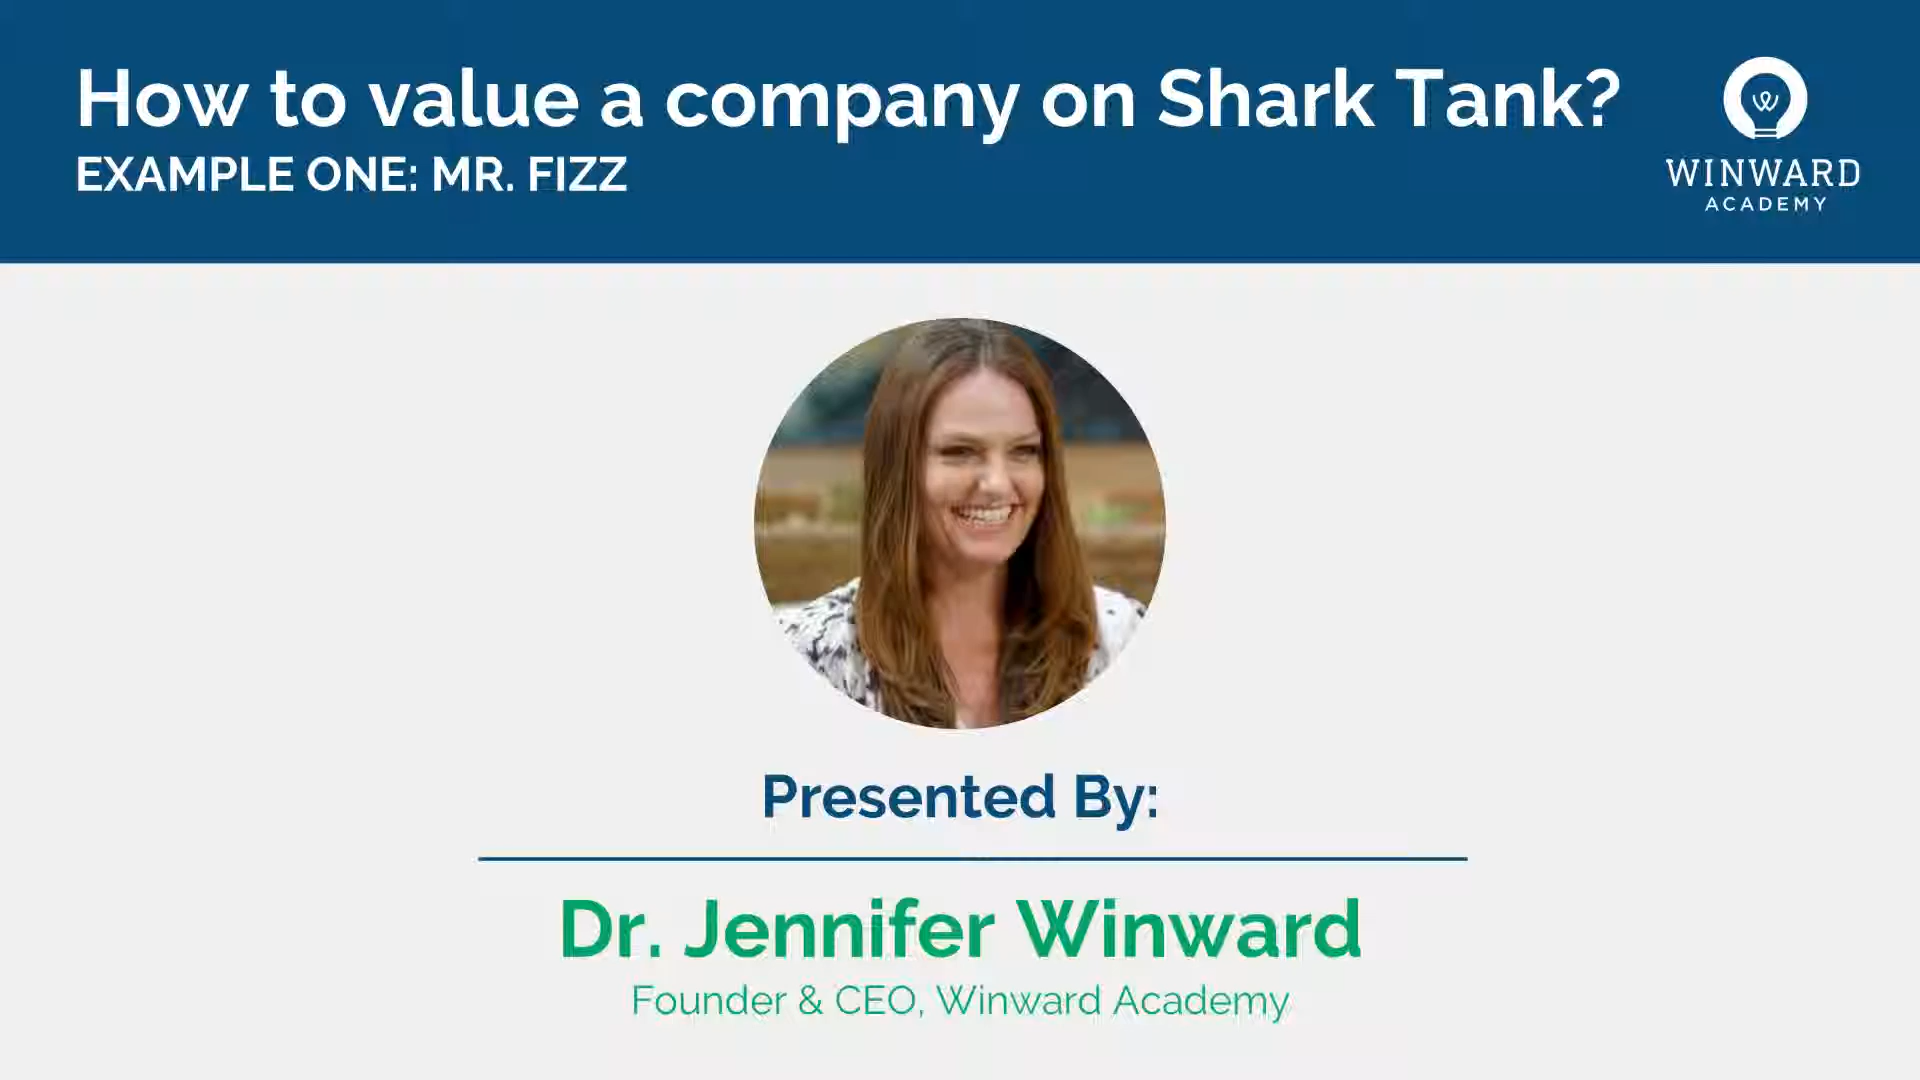 How to value a company on Shark Tank?
EXAMPLE ONE: MR. FIZZ
WINWARD
ACADEMY
Presented By:
Dr. Jennifer Winward
Founder & CEO, Winward Academy